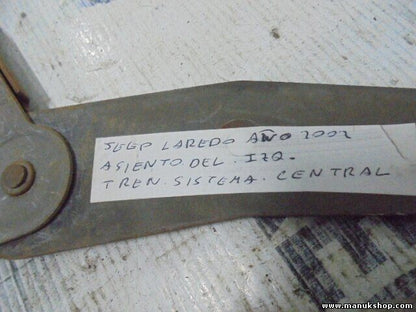 JEEP LAREDO AÑO 2002
ASIENTO DEL. IZQ.
TREN. SISTEMA. CENTRAL
www.manukshop.com